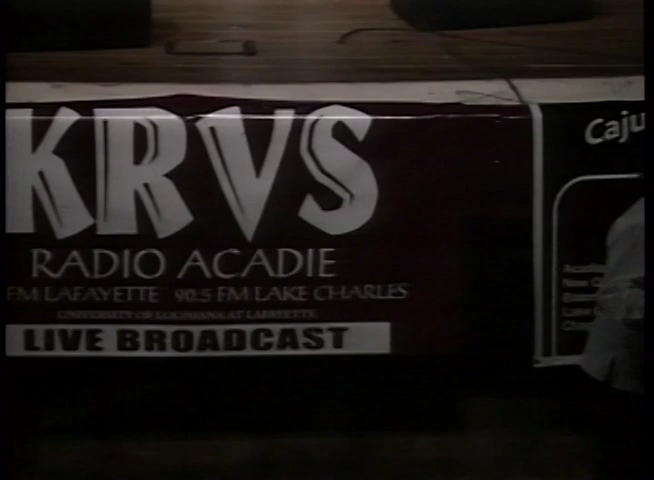 KRVS
RADIO ACADIE
FM LAFAYETTE 90.5 FM LAKE CHARLES
UNIVERSITY OF LOUISIANA AT LAFAYETTE
LIVE BROADCAST
Caju